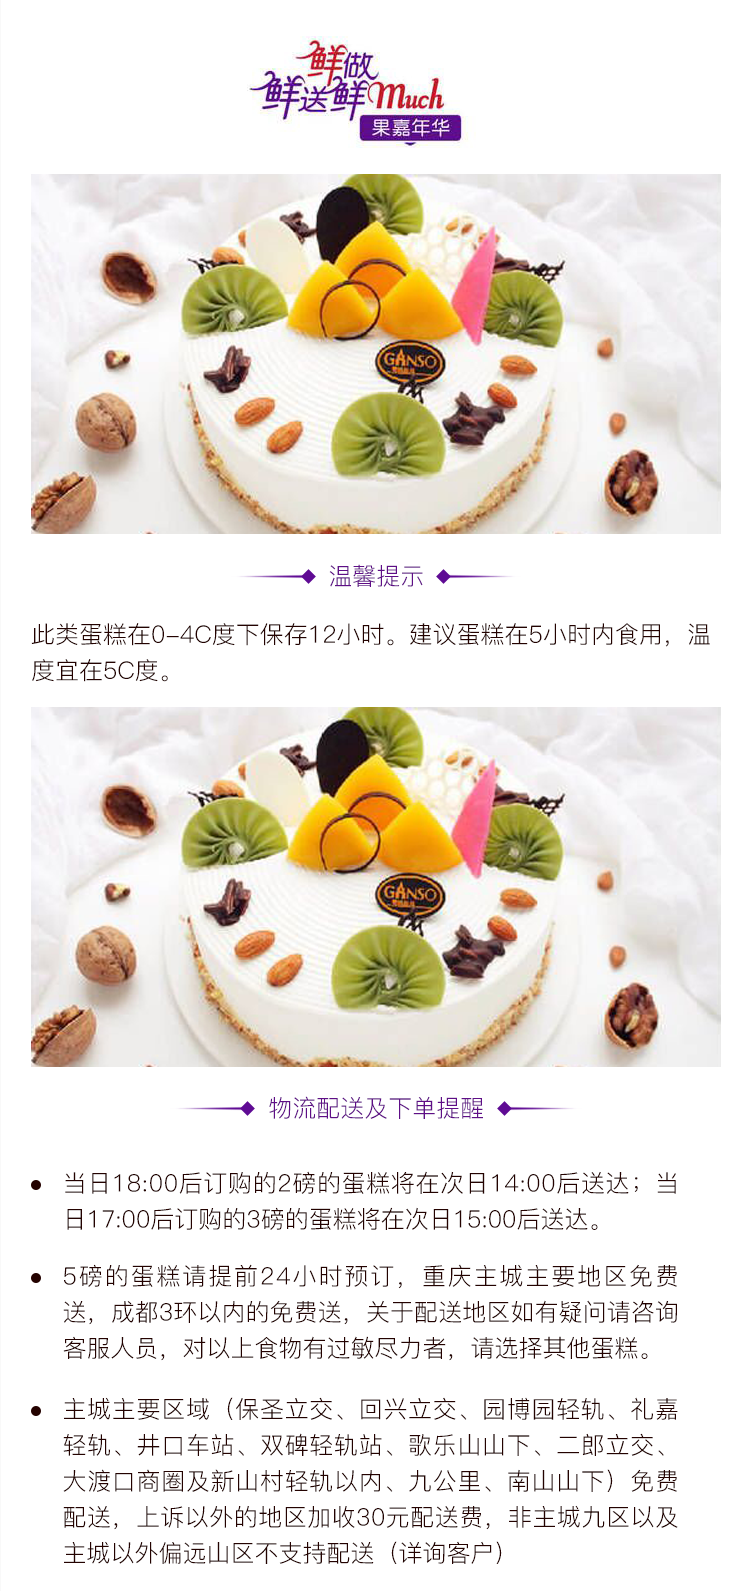 鲜做
鲜送鲜Much
果嘉年华
GANSO
温馨提示
此类蛋糕在0-4C度下保存12小时。建议蛋糕在5小时内食用，温
度宜在5C度。
GANSO
物流配送及下单提醒
当日18:00后订购的2磅的蛋糕将在次日14:00后送达；当
日17:00后订购的3磅的蛋糕将在次日15:00后送达。
5磅的蛋糕请提前24小时预订，重庆主城主要地区免费
送，成都3环以内的免费送，关于配送地区如有疑问请咨询
客服人员，对以上食物有过敏尽力者，请选择其他蛋糕。
主城主要区域（保圣立交、回兴立交、园博园轻轨、礼嘉
轻轨、井口车站、双碑轻轨站、歌乐山山下、二郎立交、
大渡口商圈及新山村轻轨以内、九公里、南山山下）免费
配送，上诉以外的地区加收30元配送费，非主城九区以及
主城以外偏远山区不支持配送（详询客户）